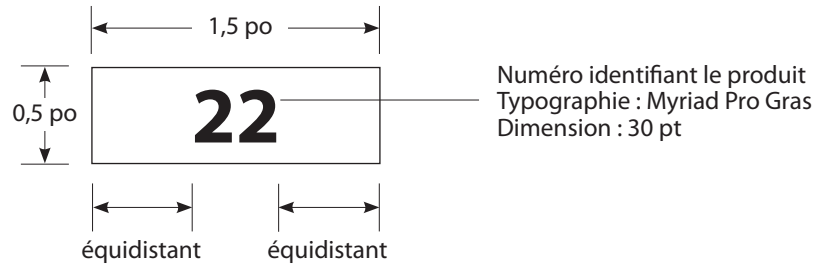 1,5 po
0,5 po
22
Numéro identifiant le produit
Typographie : Myriad Pro Gras
Dimension : 30 pt
équidistant
équidistant